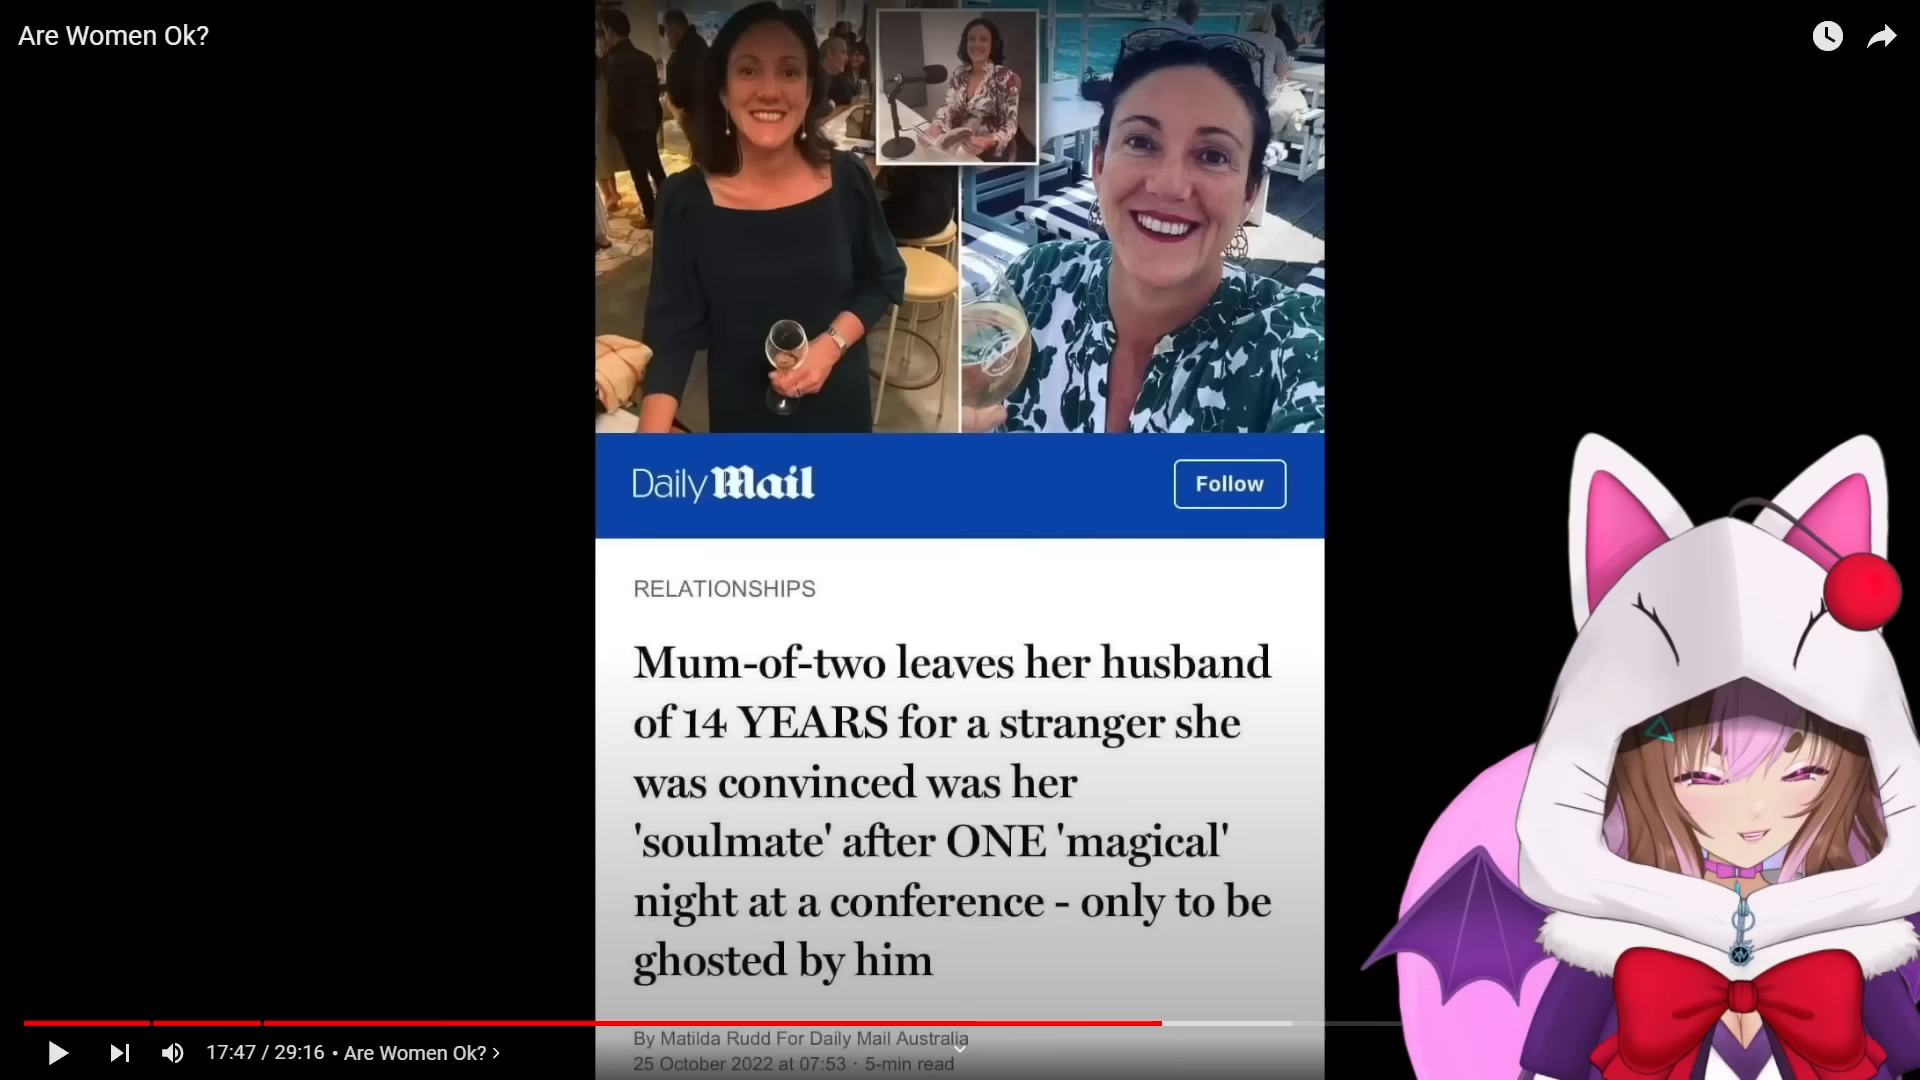 Are Women Ok?
Daily Mail
Follow
RELATIONSHIPS
Mum-of-two leaves her husband
of 14 YEARS for a stranger she
was convinced was her
'soulmate' after ONE 'magical'
night at a conference - only to be
ghosted by him
By Matilda Rudd For Daily Mail Australia
25 October 2022 at 07:53 · 5-min read
17:47 / 29:16 • Are Women Ok? >